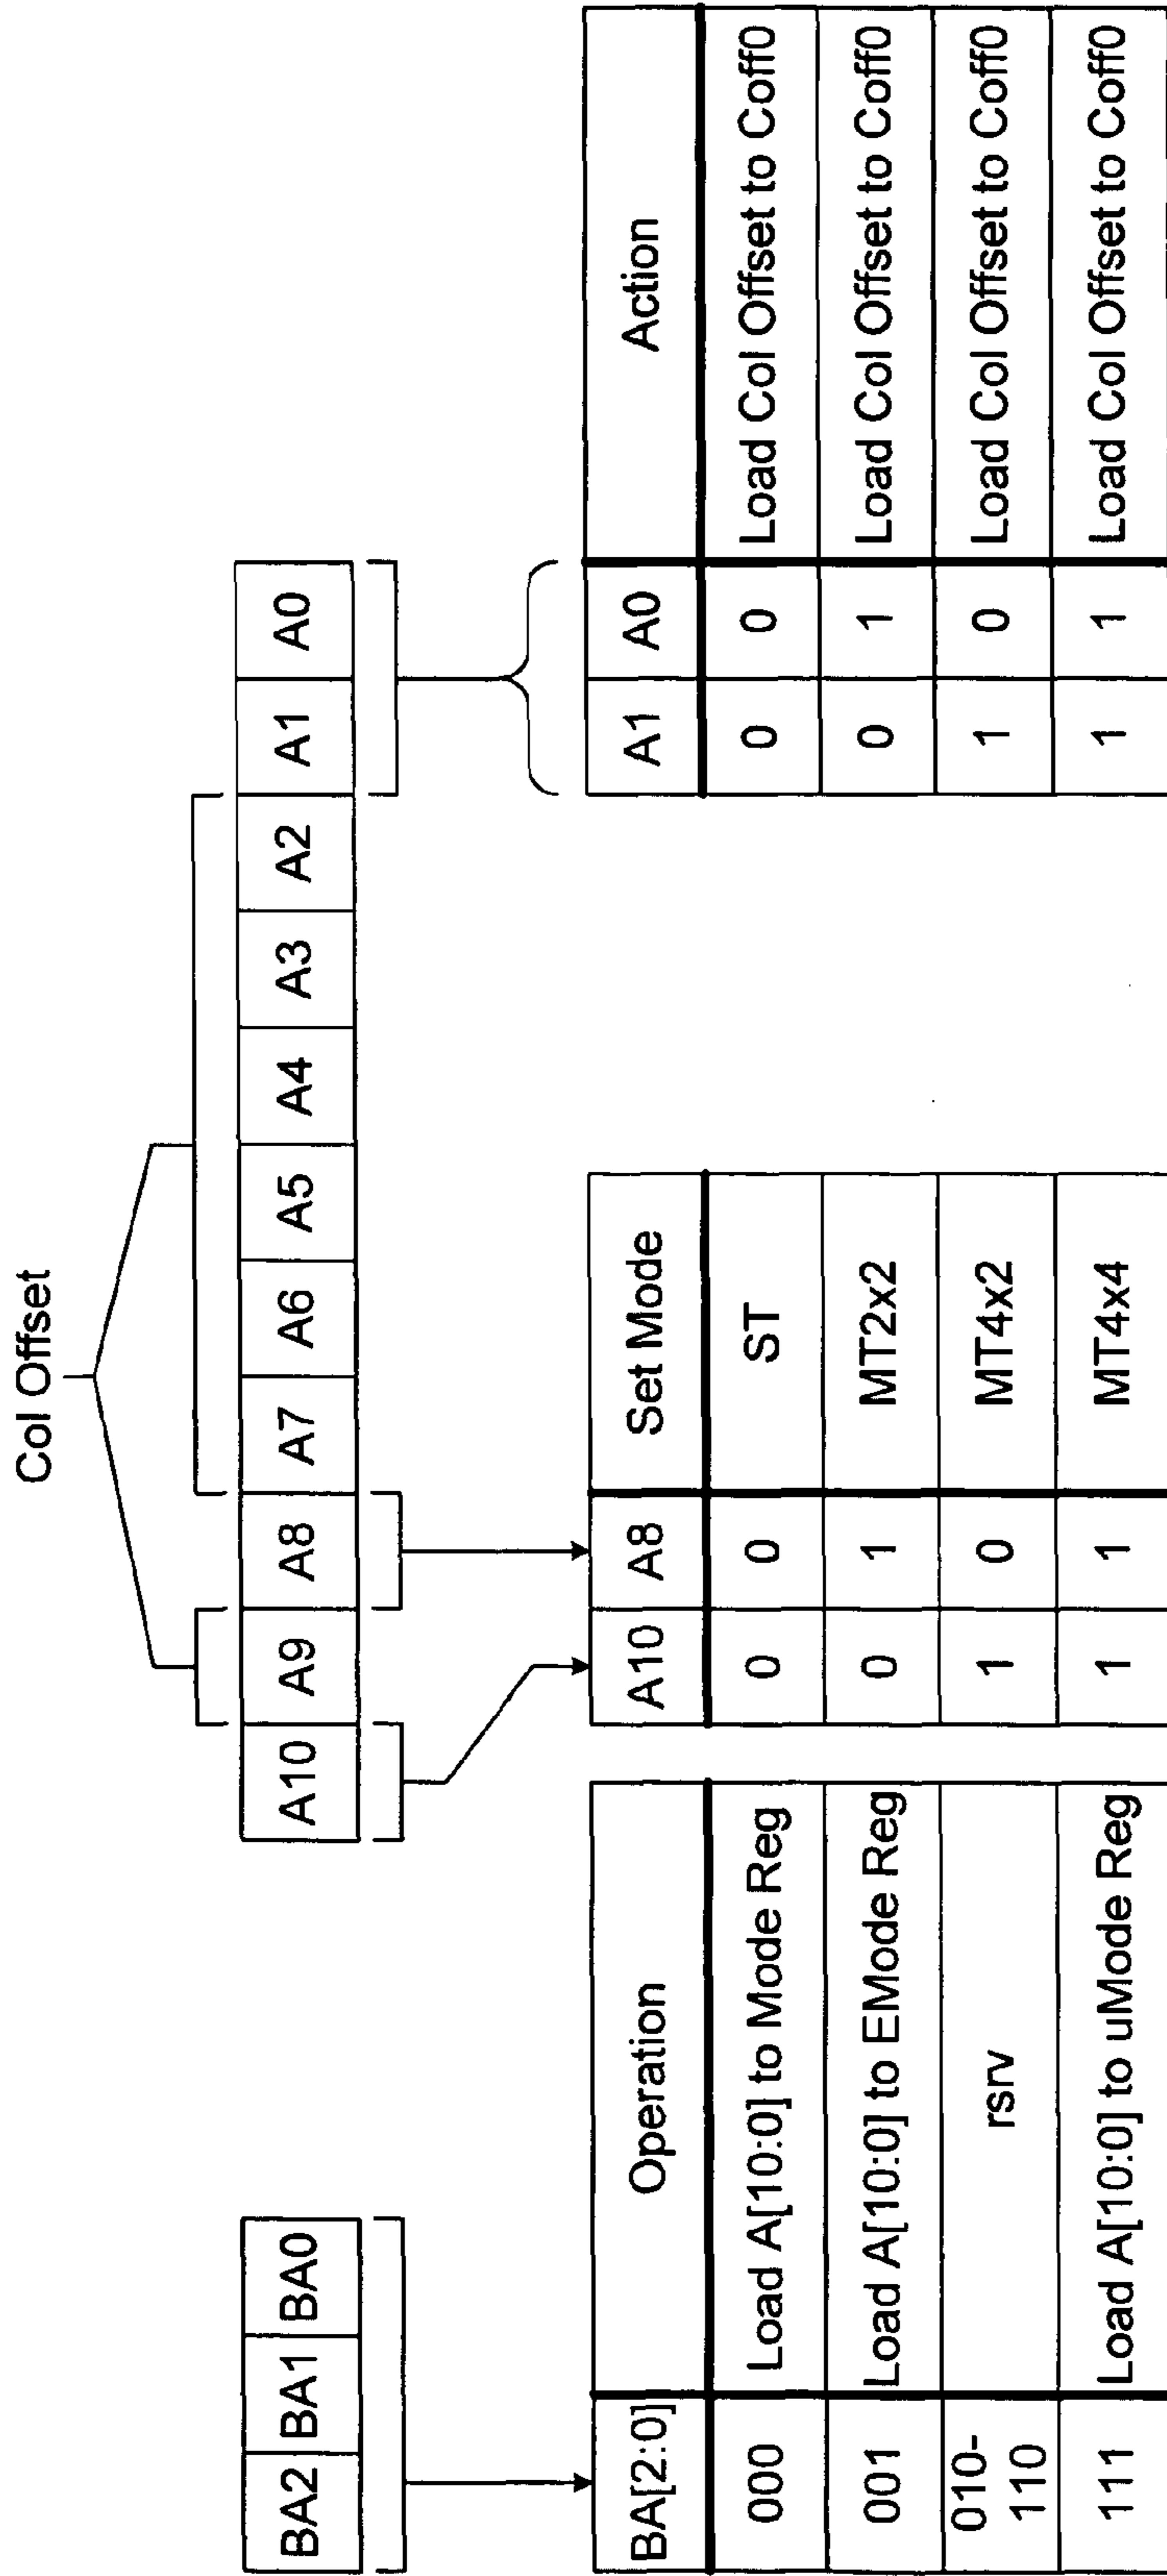 Col Offset
BA2 BA1 BA0
A10 A9 A8 A7 A6 A5 A4 A3 A2 A1 A0
BA[2:0] Operation
000 Load A[10:0] to Mode Reg
001 Load A[10:0] to EMode Reg
010-
110 rsrv
111 Load A[10:0] to uMode Reg
A10 A8 Set Mode
0 0 ST
0 1 MT2x2
1 0 MT4x2
1 1 MT4x4
A1 A0 Action
0 0 Load Col Offset to Coff0
0 1 Load Col Offset to Coff0
1 0 Load Col Offset to Coff0
1 1 Load Col Offset to Coff0